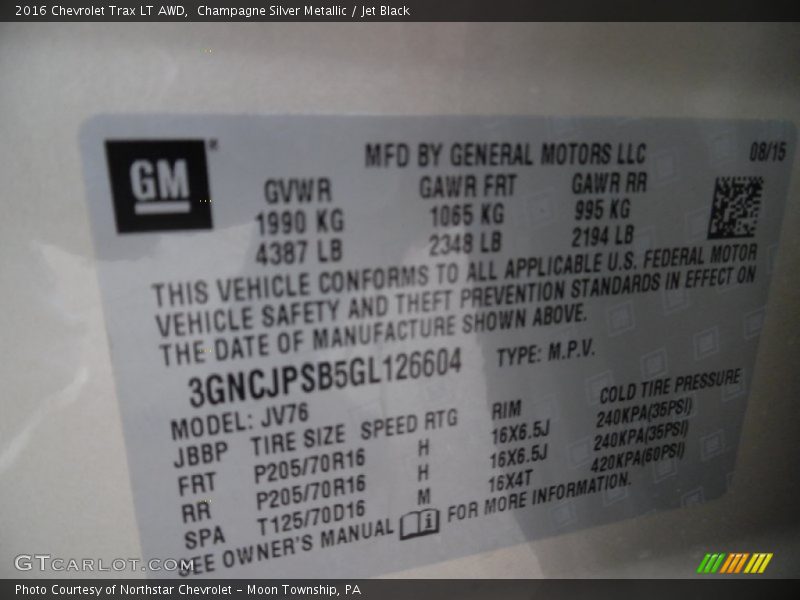 2016 Chevrolet Trax LT AWD,  Champagne Silver Metallic / Jet Black
GM®
MFD BY GENERAL MOTORS LLC 08/15
GVWR GAWR FRT GAWR RR
1990 KG 1065 KG 995 KG
4387 LB 2348 LB 2194 LB
THIS VEHICLE CONFORMS TO ALL APPLICABLE U.S. FEDERAL MOTOR
VEHICLE SAFETY AND THEFT PREVENTION STANDARDS IN EFFECT ON
THE DATE OF MANUFACTURE SHOWN ABOVE.
3GNCJPSB5GL126604 TYPE: M.P.V.
MODEL: JV76
JBBP TIRE SIZE SPEED RTG RIM COLD TIRE PRESSURE
FRT P205/70R16 H 16X6.5J 240KPA(35PSI)
RR P205/70R16 H 16X6.5J 240KPA(35PSI)
SPA T125/70D16 M 16X4T 420KPA(60PSI)
SEE OWNER'S MANUAL FOR MORE INFORMATION.
GTCARLOT.COM
Photo Courtesy of Northstar Chevrolet - Moon Township, PA